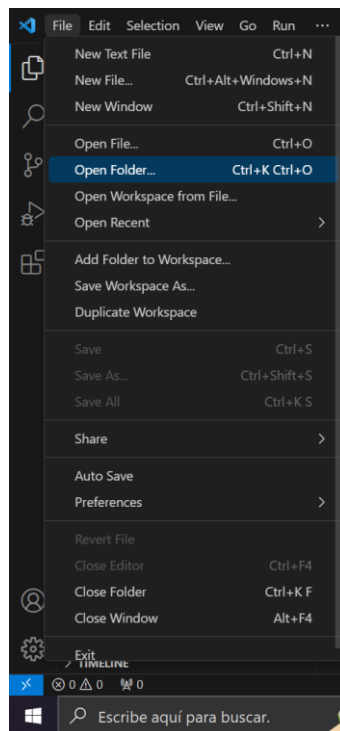 File Edit Selection View Go Run ...
New Text File Ctrl+N
New File... Ctrl+Alt+Windows+N
New Window Ctrl+Shift+N
Open File... Ctrl+O
Open Folder... Ctrl+K Ctrl+O
Open Workspace from File...
Open Recent >
Add Folder to Workspace...
Save Workspace As...
Duplicate Workspace
Save Ctrl+S
Save As... Ctrl+Shift+S
Save All Ctrl+K S
Share >
Auto Save
Preferences >
Revert File
Close Editor Ctrl+F4
Close Folder Ctrl+K F
Close Window Alt+F4
Exit
> TIMELINE
0 0 0
Escribe aquí para buscar.